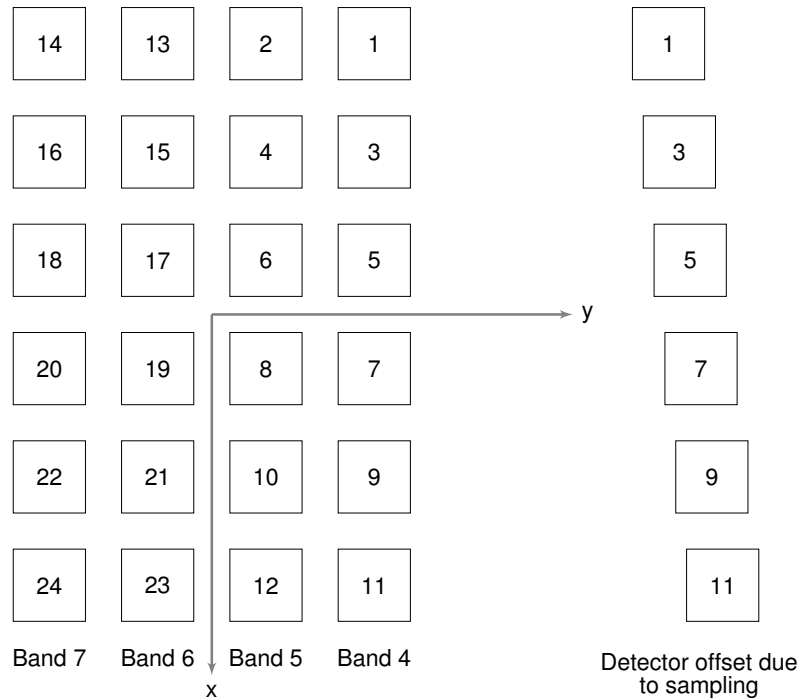 14 13 2 1 1
16 15 4 3 3
18 17 6 5 5
y
20 19 8 7 7
22 21 10 9 9
24 23 12 11 11
Band 7 Band 6 Band 5 Band 4
x
Detector offset due
to sampling